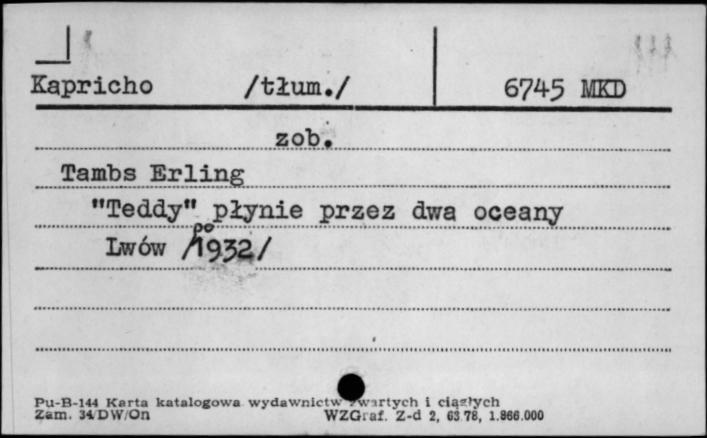 Kapricho /tłum./ 6745 MKD
zob.
Tambs Erling
"Teddy" płynie przez dwa oceany
Lwów /po 1932/
Pu-B-144 Karta katalogowa wydawnictw zwartych i ciągłych
Zam. 34/DW/On WZGraf. Z-d 2, 63.78, 1.866.000